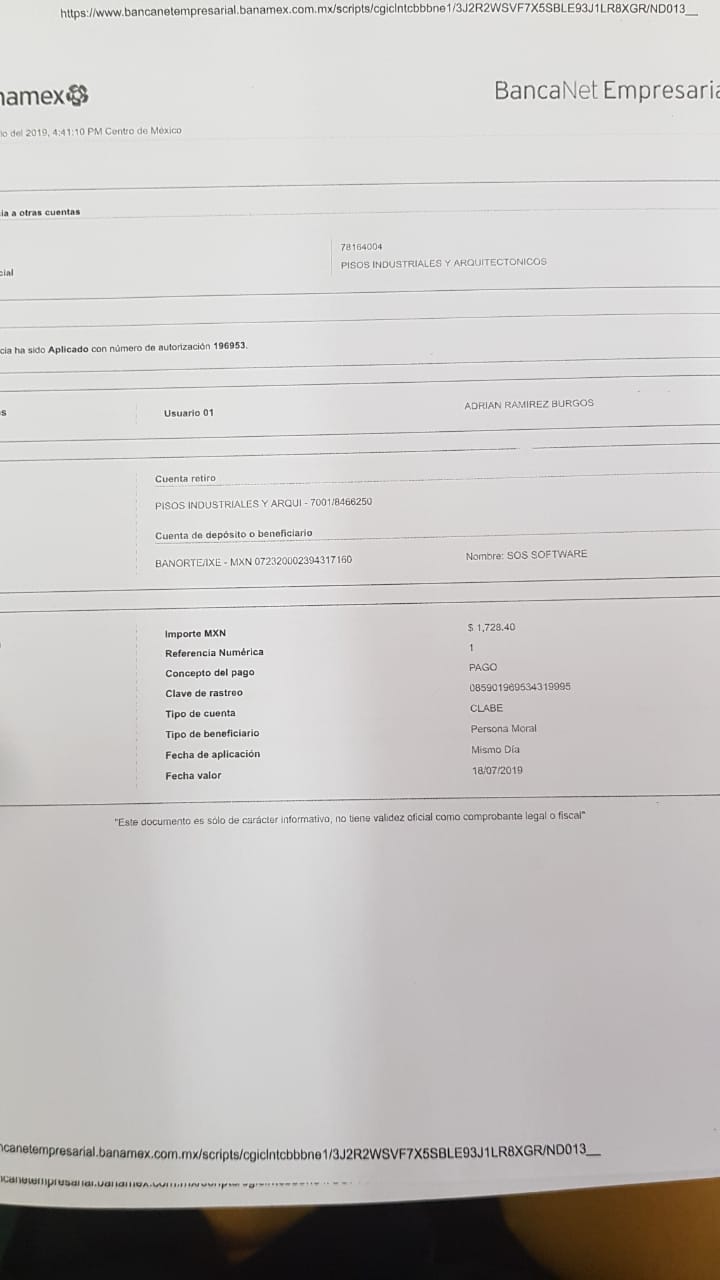 https://www.bancanetempresarial.banamex.com.mx/scripts/cgiclntcbbbne1/3J2R2WSVF7X5SBLE93J1LR8XGR/ND013__
namex
BancaNet Empresaria
lio del 2019, 4:41:10 PM Centro de México
ia a otras cuentas
78164004
cial
PISOS INDUSTRIALES Y ARQUITECTONICOS
cia ha sido Aplicado con número de autorización 196953.
s
Usuario 01
ADRIAN RAMIREZ BURGOS
Cuenta retiro
PISOS INDUSTRIALES Y ARQUI - 7001/8466250
Cuenta de depósito o beneficiario
BANORTE/IXE - MXN 072320002394317160
Nombre: SOS SOFTWARE
Importe MXN $ 1,728.40
Referencia Numérica 1
Concepto del pago PAGO
Clave de rastreo 085901969534319995
Tipo de cuenta CLABE
Tipo de beneficiario Persona Moral
Fecha de aplicación Mismo Día
Fecha valor 18/07/2019
"Este documento es sólo de carácter informativo, no tiene validez oficial como comprobante legal o fiscal"
ncanetempresarial.banamex.com.mx/scripts/cgiclntcbbbne1/3J2R2WSVF7X5SBLE93J1LR8XGR/ND013__